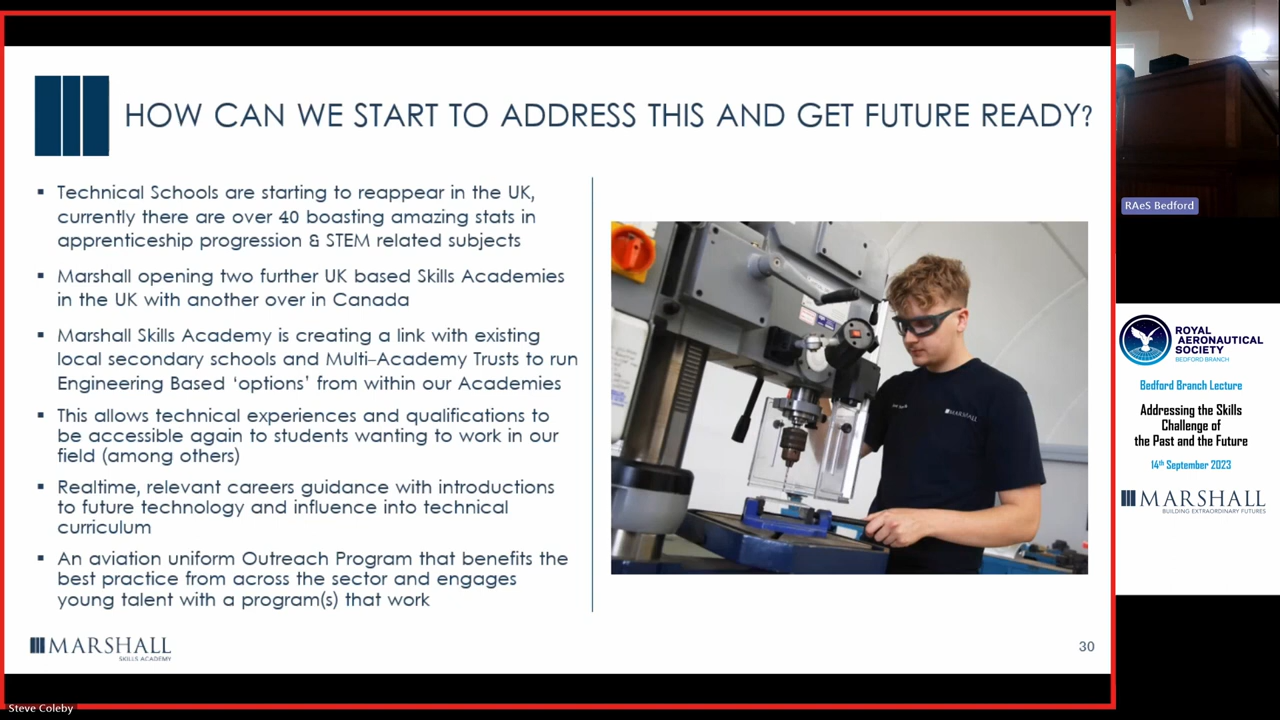 HOW CAN WE START TO ADDRESS THIS AND GET FUTURE READY?
Technical Schools are starting to reappear in the UK,
currently there are over 40 boasting amazing stats in
apprenticeship progression & STEM related subjects
Marshall opening two further UK based Skills Academies
in the UK with another over in Canada
Marshall Skills Academy is creating a link with existing
local secondary schools and Multi-Academy Trusts to run
Engineering Based ‘options’ from within our Academies
This allows technical experiences and qualifications to
be accessible again to students wanting to work in our
field (among others)
Realtime, relevant careers guidance with introductions
to future technology and influence into technical
curriculum
An aviation uniform Outreach Program that benefits the
best practice from across the sector and engages
young talent with a program(s) that work
MARSHALL
MARSHALL
SKILLS ACADEMY
30
Steve Coleby
RAeS Bedford
ROYAL
AERONAUTICAL
SOCIETY
BEDFORD BRANCH
Bedford Branch Lecture
Addressing the Skills
Challenge of
the Past and the Future
14th September 2023
MARSHALL
BUILDING EXTRAORDINARY FUTURES